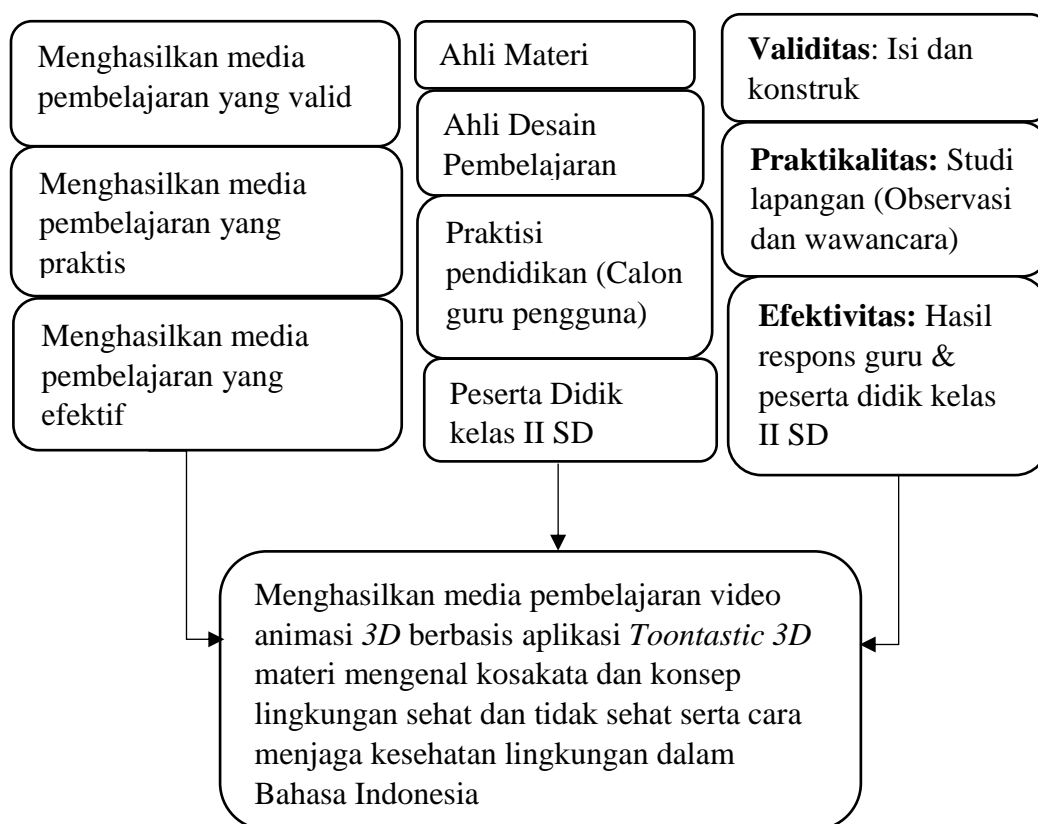 Menghasilkan media
pembelajaran yang valid
Menghasilkan media
pembelajaran yang
praktis
Menghasilkan media
pembelajaran yang
efektif
Ahli Materi
Ahli Desain
Pembelajaran
Praktisi
pendidikan (Calon
guru pengguna)
Peserta Didik
kelas II SD
Validitas: Isi dan
konstruk
Praktikalitas: Studi
lapangan (Observasi
dan wawancara)
Efektivitas: Hasil
respons guru &
peserta didik kelas
II SD
Menghasilkan media pembelajaran video
animasi 3D berbasis aplikasi Toontastic 3D
materi mengenal kosakata dan konsep
lingkungan sehat dan tidak sehat serta cara
menjaga kesehatan lingkungan dalam
Bahasa Indonesia